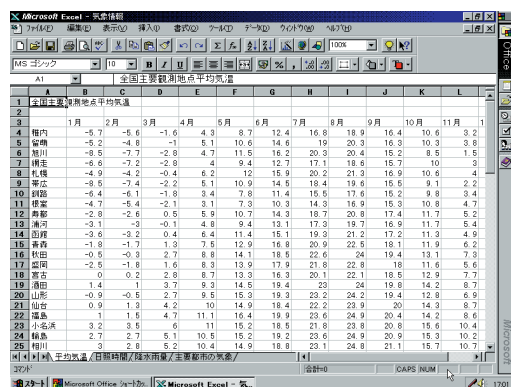 Microsoft Excel - 気象情報
ファイル(F) 編集(E) 表示(V) 挿入(I) 書式(O) ツール(T) データ(D) ウィンドウ(W) ヘルプ(H)
100%
MS ゴシック 10 B I U
A1 全国主要観測地点平均気温
A B C D E F G H I J K L
1 全国主要観測地点平均気温
2
3 1月 2月 3月 4月 5月 6月 7月 8月 9月 10月 11月 1
4 稚内 -5.7 -5.6 -1.6 4.3 8.7 12.4 16.8 18.9 16.4 10.6 3.2
5 留萌 -5.2 -4.8 -1 5.1 10.6 14.6 19 20.3 16.3 10.3 3.8
6 旭川 -8.5 -7.7 -2.8 4.7 11.5 16.2 20.3 20.4 15.2 8.5 1.5
7 網走 -6.6 -7.2 -2.8 4 9.4 12.7 17.1 18.6 15.7 10 3
8 札幌 -4.9 -4.2 -0.4 6.2 12 15.9 20.2 21.3 16.9 10.6 4
9 帯広 -8.5 -7.4 -2.2 5.1 10.9 14.5 18.4 19.6 15.5 9.1 2.2
10 釧路 -6.4 -6.1 -1.8 3.4 7.8 11.4 15.5 17.6 15.2 9.8 3.4
11 根室 -4.7 -5.4 -2.1 3.1 7.3 10.3 14.3 16.9 15.3 10.8 4.7
12 寿都 -2.8 -2.6 0.5 5.9 10.7 14.3 18.7 20.8 17.4 11.7 5.2
13 浦河 -3.1 -3 -0.1 4.8 9.4 13.1 17.3 19.7 16.9 11.7 5.4
14 函館 -3.6 -3.2 0.4 6.4 11.4 15.1 19.3 21.2 17.2 11.3 4.9
15 青森 -1.8 -1.7 1.3 7.5 12.9 16.8 20.9 22.5 18.1 11.9 6.2
16 秋田 -0.5 -0.3 2.7 8.8 14.1 18.5 22.6 24 19.4 13.1 7.3
17 盛岡 -2.5 -1.8 1.6 8.3 13.9 17.9 21.8 22.8 18 11.6 5.6
18 宮古 0 0.2 2.8 8.7 13.3 16.3 20.1 22.1 18.5 12.9 7.7
19 酒田 1.4 1 3.7 9.3 14.5 19.4 23 24 19.8 14.2 8.7
20 山形 -0.9 -0.5 2.7 9.5 15.3 19.3 23.2 24.2 19.4 12.8 6.9
21 仙台 0.9 1.3 4.2 10 14.9 18.4 22.2 23.9 20 14.3 8.7
22 福島 1 1.5 4.7 11.1 16.4 19.9 23.6 24.9 20.4 14.2 8.6
23 小名浜 3.2 3.5 6 11 15.2 18.5 21.8 23.8 20.8 15.6 10.4
24 輪島 2.7 2.7 5.1 10.5 15.2 19.2 23.6 24.9 20.9 15.3 10.2
25 相川 3 2.8 5.2 10.4 14.9 18.8 23.1 24.8 21.1 15.7 10.7
平均気温 日照時間 降水雨量 主要都市の気象
コマンド 合計=0 CAPS NUM
スタート Microsoft Office ショートカッ... Microsoft Excel - 気... 17:01
Office
Microsoft